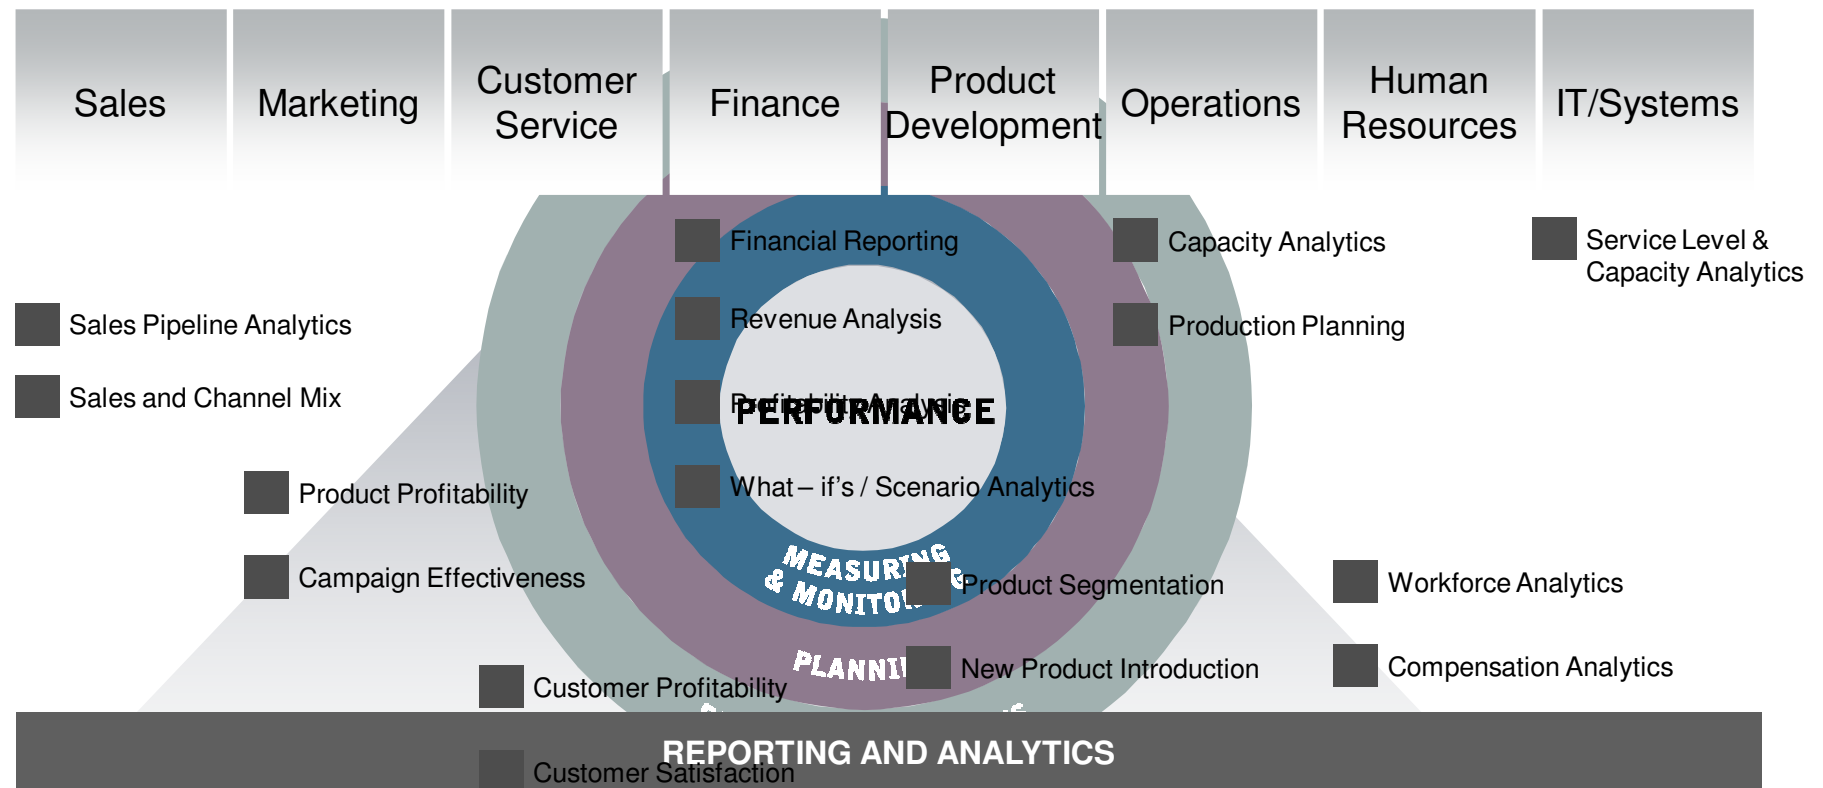 Sales
Marketing
Customer
Service
Finance
Product
Development
Operations
Human
Resources
IT/Systems
Financial Reporting
Capacity Analytics
Service Level &
Capacity Analytics
Revenue Analysis
Sales Pipeline Analytics
Production Planning
Sales and Channel Mix
Profitability Analysis
PERFORMANCE
What – if’s / Scenario Analytics
Product Profitability
MEASURING
Campaign Effectiveness
& MONITO
Product Segmentation
Workforce Analytics
PLANNI
New Product Introduction
Compensation Analytics
Customer Profitability
REPORTING AND ANALYTICS
Customer Satisfaction